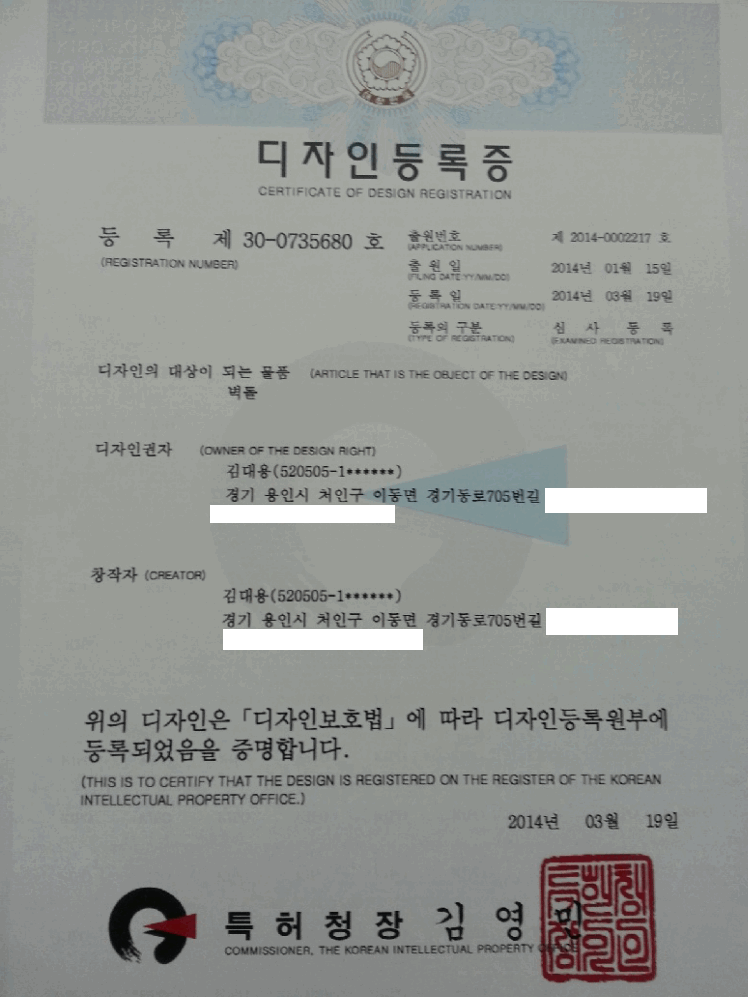 디자인등록증
CERTIFICATE OF DESIGN REGISTRATION
등 록 제 30-0735680 호
(REGISTRATION NUMBER)
출원번호 제 2014-0002217 호
(APPLICATION NUMBER)
출 원 일 2014년 01월 15일
(FILING DATE:YY/MM/DD)
등 록 일 2014년 03월 19일
(REGISTRATION DATE:YY/MM/DD)
등록의 구분 심 사 등 록
(TYPE OF REGISTRATION) (EXAMINED REGISTRATION)
디자인의 대상이 되는 물품 (ARTICLE THAT IS THE OBJECT OF THE DESIGN)
벽돌
디자인권자 (OWNER OF THE DESIGN RIGHT)
김대용(520505-1******)
경기 용인시 처인구 이동면 경기동로705번길
창작자 (CREATOR)
김대용(520505-1******)
경기 용인시 처인구 이동면 경기동로705번길
위의 디자인은 「디자인보호법」에 따라 디자인등록원부에
등록되었음을 증명합니다.
(THIS IS TO CERTIFY THAT THE DESIGN IS REGISTERED ON THE REGISTER OF THE KOREAN
INTELLECTUAL PROPERTY OFFICE.)
2014년 03월 19일
특허청장 김 영 민
COMMISSIONER, THE KOREAN INTELLECTUAL PROPERTY OFFICE